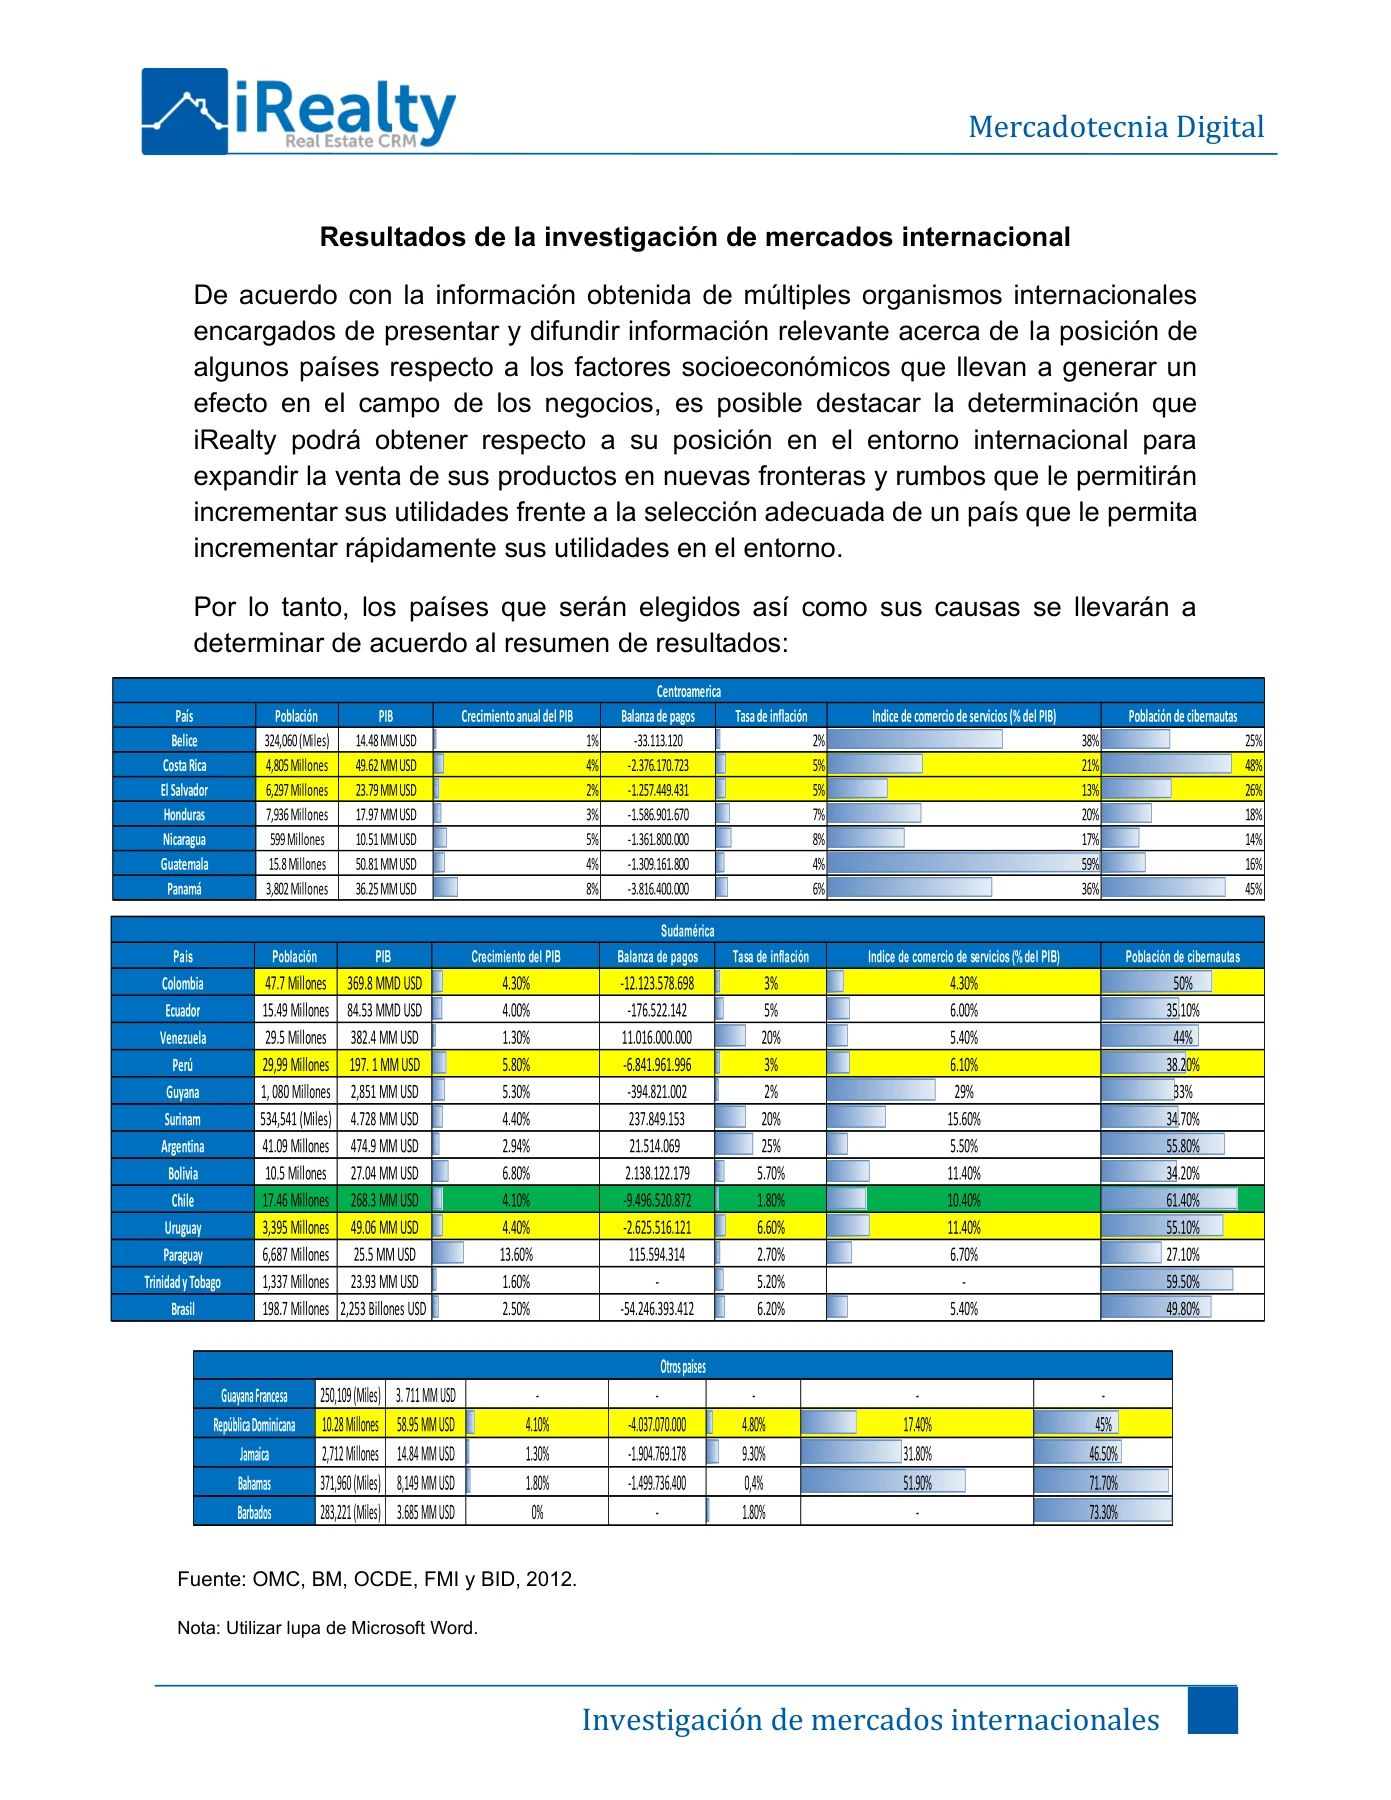 iRealty
Real Estate CRM
Mercadotecnia Digital
Resultados de la investigación de mercados internacional
De acuerdo con la información obtenida de múltiples organismos internacionales
encargados de presentar y difundir información relevante acerca de la posición de
algunos países respecto a los factores socioeconómicos que llevan a generar un
efecto en el campo de los negocios, es posible destacar la determinación que
iRealty podrá obtener respecto a su posición en el entorno internacional para
expandir la venta de sus productos en nuevas fronteras y rumbos que le permitirán
incrementar sus utilidades frente a la selección adecuada de un país que le permita
incrementar rápidamente sus utilidades en el entorno.
Por lo tanto, los países que serán elegidos así como sus causas se llevarán a
determinar de acuerdo al resumen de resultados:
Centroamerica
País Población PIB Crecimiento anual del PIB Balanza de pagos Tasa de inflación Indice de comercio de servicios (% del PIB) Población de cibernautas
Belice 324,060 (Miles) 14.48 MM USD 1% -33.113.120 2% 38% 25%
Costa Rica 4,805 Millones 49.62 MM USD 4% -2.376.170.723 5% 21% 48%
El Salvador 6,297 Millones 23.79 MM USD 2% -1.257.449.431 5% 13% 26%
Honduras 7,936 Millones 17.97 MM USD 3% -1.586.901.670 7% 20% 18%
Nicaragua 599 Millones 10.51 MM USD 5% -1.361.800.000 8% 17% 14%
Guatemala 15.8 Millones 50.81 MM USD 4% -1.309.161.800 4% 59% 16%
Panamá 3,802 Millones 36.25 MM USD 8% -3.816.400.000 6% 36% 45%
Sudamérica
Pais Población PIB Crecimiento del PIB Balanza de pagos Tasa de inflación Indice de comercio de servicios (% del PIB) Población de cibernautas
Colombia 47.7 Millones 369.8 MMD USD 4.30% -12.123.578.698 3% 4.30% 50%
Ecuador 15.49 Millones 84.53 MMD USD 4.00% -176.522.142 5% 6.00% 35.10%
Venezuela 29.5 Millones 382.4 MM USD 1.30% 11.016.000.000 20% 5.40% 44%
Perú 29,99 Millones 197. 1 MM USD 5.80% -6.841.961.996 3% 6.10% 38.20%
Guyana 1, 080 Millones 2,851 MM USD 5.30% -394.821.002 2% 29% 33%
Surinam 534,541 (Miles) 4.728 MM USD 4.40% 237.849.153 20% 15.60% 34.70%
Argentina 41.09 Millones 474.9 MM USD 2.94% 21.514.069 25% 5.50% 55.80%
Bolivia 10.5 Millones 27.04 MM USD 6.80% 2.138.122.179 5.70% 11.40% 34.20%
Chile 17.46 Millones 268.3 MM USD 4.10% -9.496.520.872 1.80% 10.40% 61.40%
Uruguay 3,395 Millones 49.06 MM USD 4.40% -2.625.516.121 6.60% 11.40% 55.10%
Paraguay 6,687 Millones 25.5 MM USD 13.60% 115.594.314 2.70% 6.70% 27.10%
Trinidad y Tobago 1,337 Millones 23.93 MM USD 1.60% - 5.20% - 59.50%
Brasil 198.7 Millones 2,253 Billones USD 2.50% -54.246.393.412 6.20% 5.40% 49.80%
Otros paises
Guayana Francesa 250,109 (Miles) 3. 711 MM USD - - - - -
República Dominicana 10.28 Millones 58.95 MM USD 4.10% -4.037.070.000 4.80% 17.40% 45%
Jamaica 2,712 Millones 14.84 MM USD 1.30% -1.904.769.178 9.30% 31.80% 46.50%
Bahamas 371,960 (Miles) 8,149 MM USD 1.80% -1.499.736.400 0,4% 51.90% 71.70%
Barbados 283,221 (Miles) 3.685 MM USD 0% - 1.80% - 73.30%
Fuente: OMC, BM, OCDE, FMI y BID, 2012.
Nota: Utilizar lupa de Microsoft Word.
Investigación de mercados internacionales